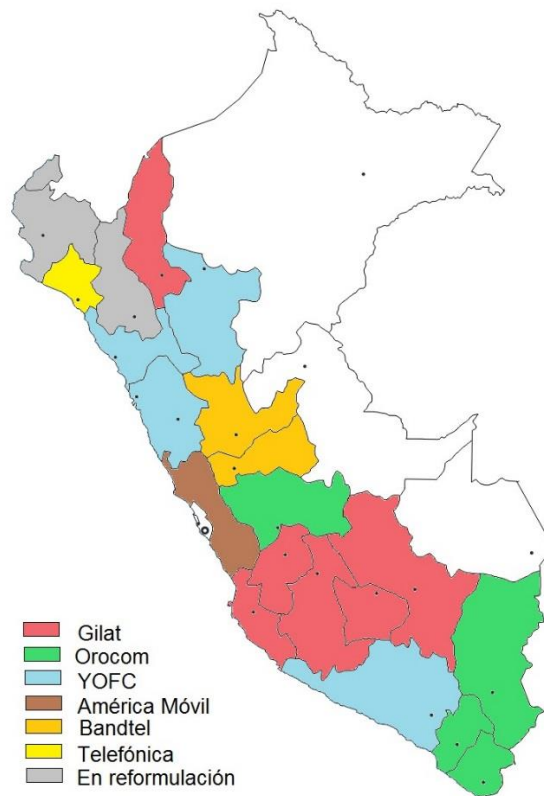 Gilat
Orocom
YOFC
América Móvil
Bandtel
Telefónica
En reformulación